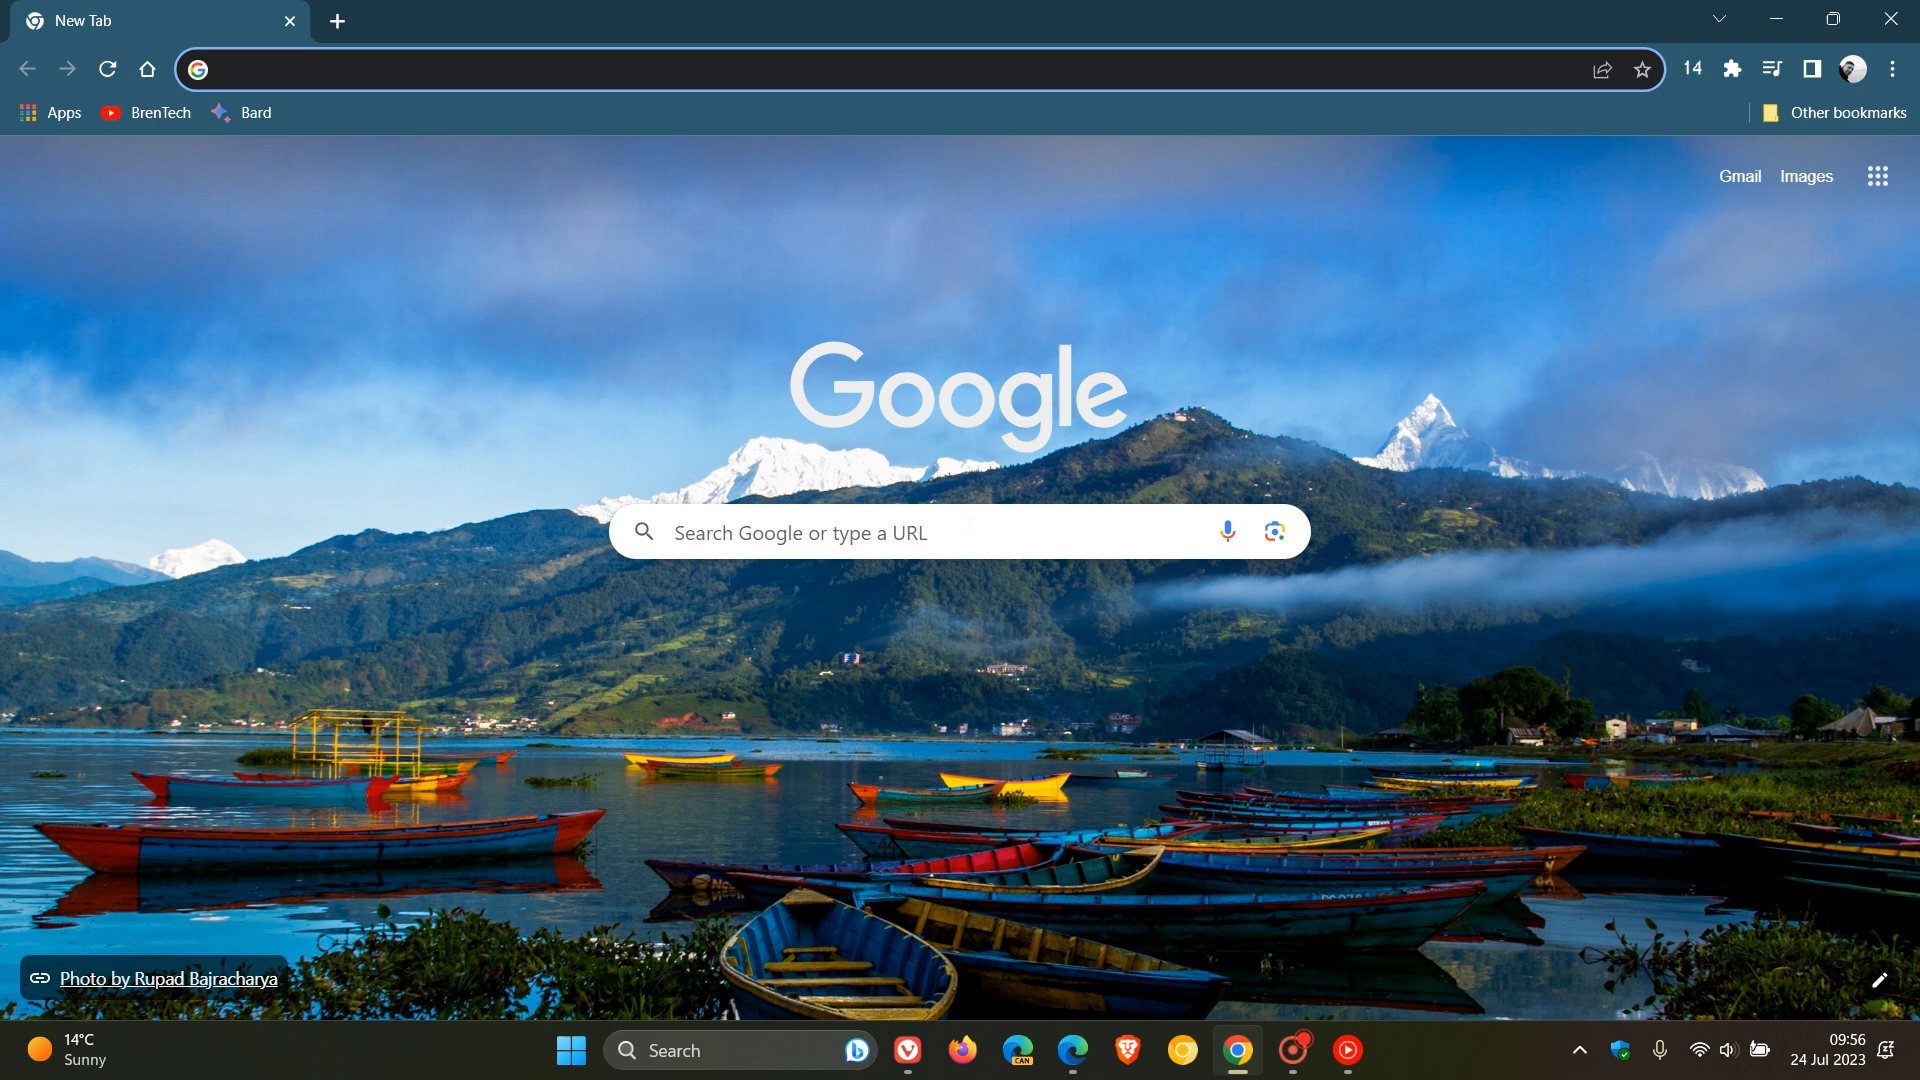 New Tab
14
Apps
BrenTech
Bard
Other bookmarks
Gmail
Images
Google
Search Google or type a URL
Photo by Rupad Bajracharya
14°C
Sunny
Search
CAN
09:56
24 Jul 2023